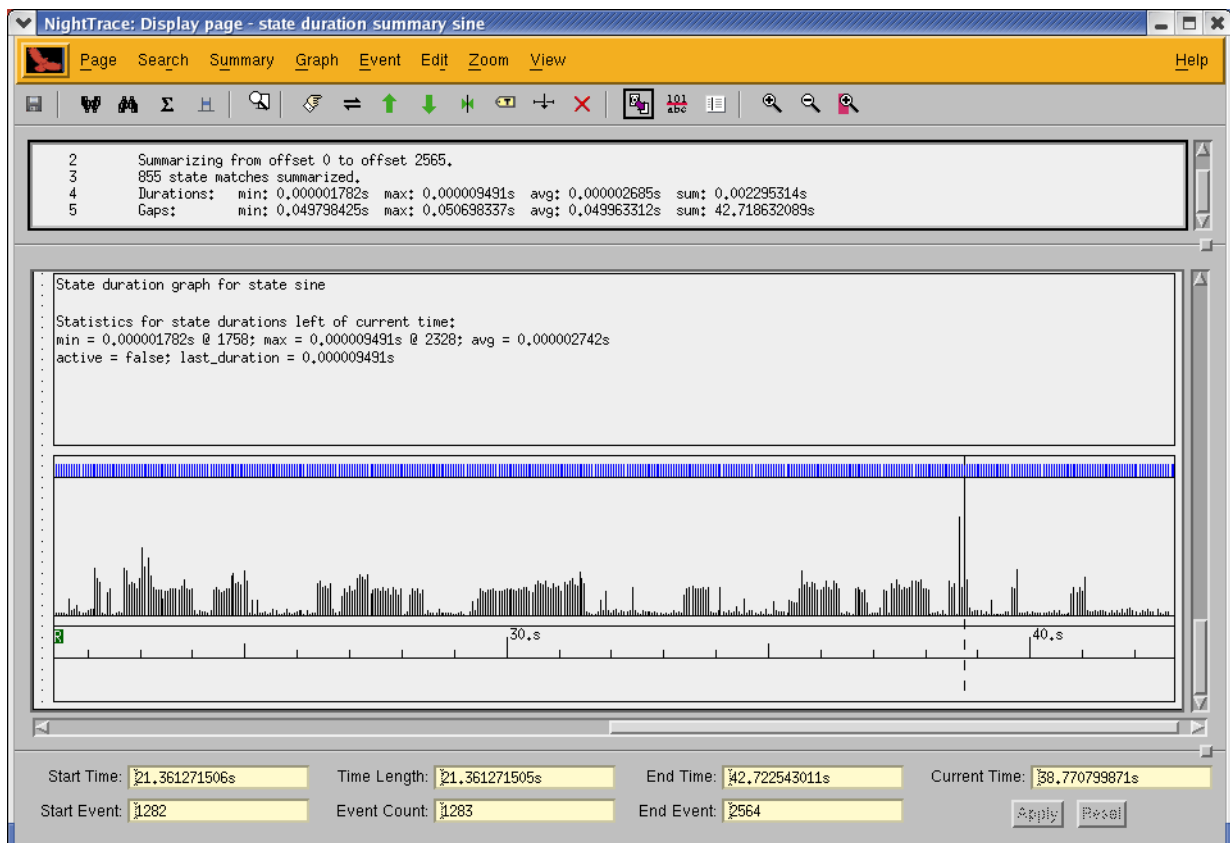 NightTrace: Display page - state duration summary sine
Page Search Summary Graph Event Edit Zoom View Help
Σ T 101 abc
2 Summarizing from offset 0 to offset 2565.
3 855 state matches summarized.
4 Durations: min: 0.000001782s max: 0.000009491s avg: 0.000002685s sum: 0.002295314s
5 Gaps: min: 0.049798425s max: 0.050698337s avg: 0.049963312s sum: 42.718632089s
State duration graph for state sine
Statistics for state durations left of current time:
min = 0.000001782s @ 1758; max = 0.000009491s @ 2328; avg = 0.000002742s
active = false; last_duration = 0.000009491s
R 30.s 40.s
Start Time: 21.361271506s Time Length: 21.361271505s End Time: 42.722543011s Current Time: 38.770799871s
Start Event: 1282 Event Count: 1283 End Event: 2564 Apply Reset